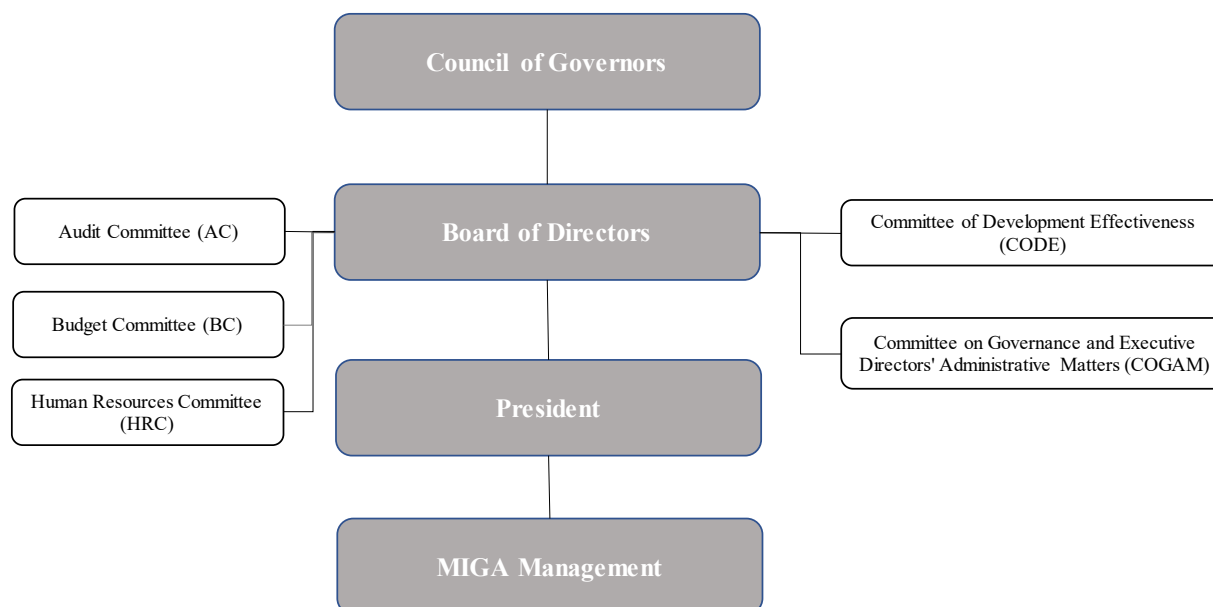 Council of Governors
Audit Committee (AC)
Board of Directors
Committee of Development Effectiveness
(CODE)
Budget Committee (BC)
Committee on Governance and Executive
Directors' Administrative Matters (COGAM)
Human Resources Committee
(HRC)
President
MIGA Management